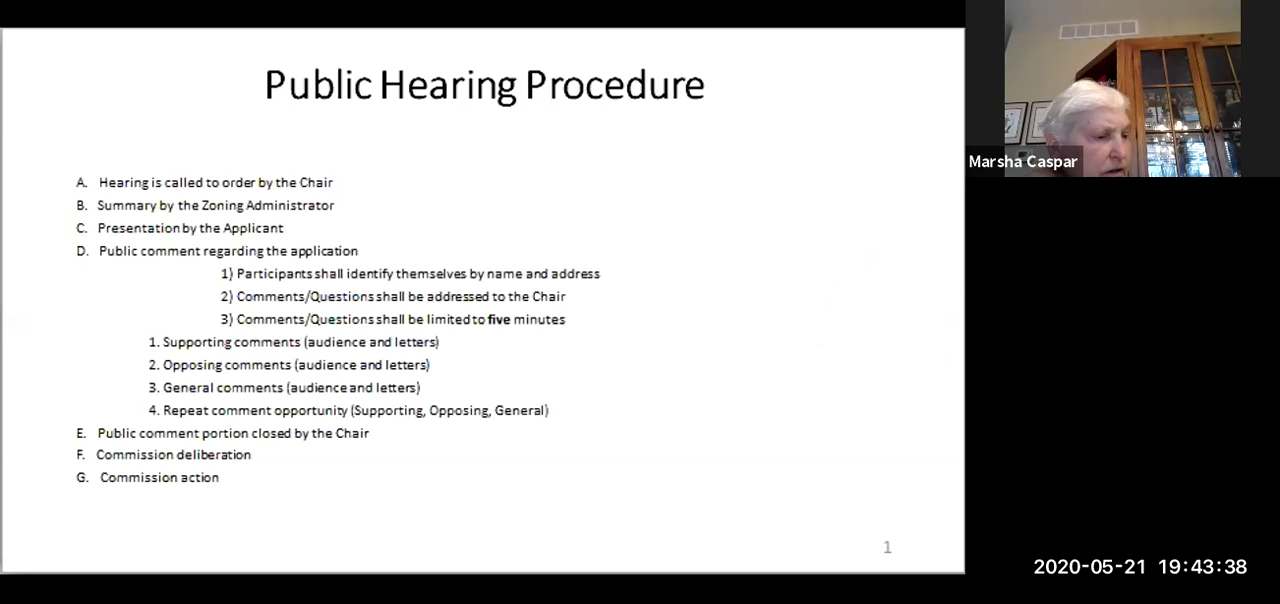 Public Hearing Procedure
A. Hearing is called to order by the Chair
B. Summary by the Zoning Administrator
C. Presentation by the Applicant
D. Public comment regarding the application
1) Participants shall identify themselves by name and address
2) Comments/Questions shall be addressed to the Chair
3) Comments/Questions shall be limited to five minutes
1. Supporting comments (audience and letters)
2. Opposing comments (audience and letters)
3. General comments (audience and letters)
4. Repeat comment opportunity (Supporting, Opposing, General)
E. Public comment portion closed by the Chair
F. Commission deliberation
G. Commission action
1
Marsha Caspar
2020-05-21 19:43:38